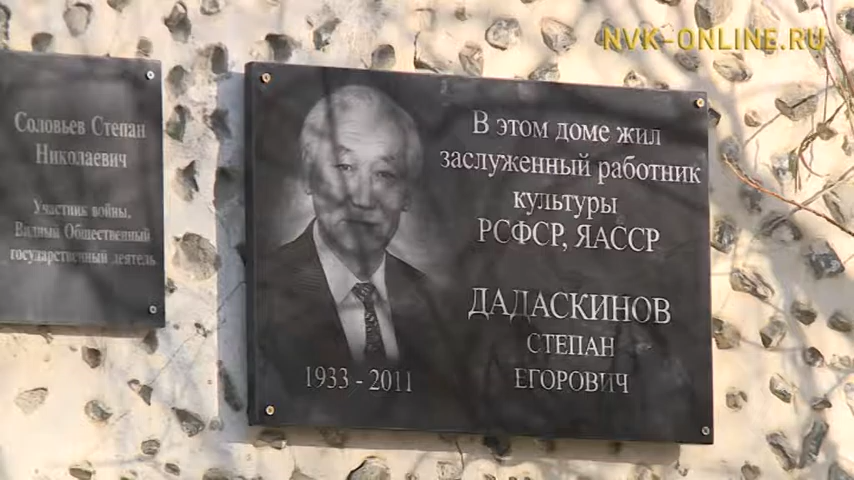 NVK-ONLINE.RU
Соловьев Степан
Николаевич
Участник войны.
Видный Общественный
государственный деятель
В этом доме жил
заслуженный работник
культуры
РСФСР, ЯАССР
ДАДАСКИНОВ
СТЕПАН
ЕГОРОВИЧ
1933 - 2011